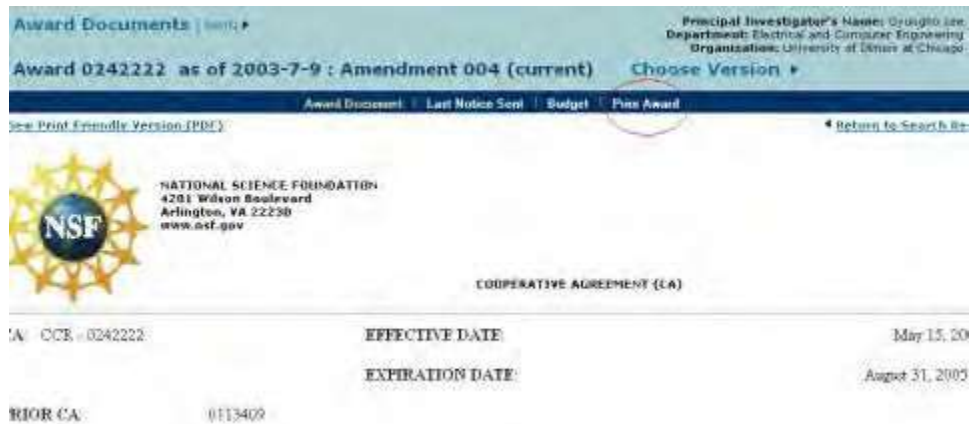 Award Documents |
Principal Investigator's Name: Gyungho Lee
Department: Electrical and Computer Engineering
Organization: University of Illinois at Chicago
Award 0242222 as of 2003-7-9 : Amendment 004 (current) Choose Version
Award Document | Last Notice Sent | Budget | Print Award
Print Friendly Version (PDF)
Return to Search Re
NSF
NATIONAL SCIENCE FOUNDATION
4201 Wilson Boulevard
Arlington, VA 22230
www.nsf.gov
COOPERATIVE AGREEMENT (CA)
CA: CCR - 0242222 EFFECTIVE DATE: May 15, 200
EXPIRATION DATE: August 31, 2005
RIOR CA: 0113409